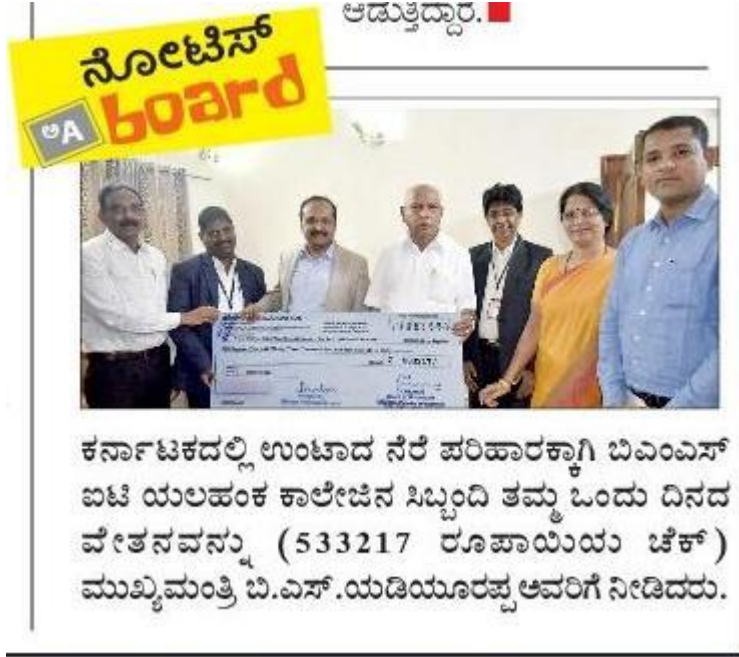 ಆಡುತ್ತಿದ್ದಾರೆ.
ನೋಟಿಸ್
ಅA board
ಕರ್ನಾಟಕದಲ್ಲಿ ಉಂಟಾದ ನೆರೆ ಪರಿಹಾರಕ್ಕಾಗಿ ಬಿಎಂಎಸ್
ಐಟಿ ಯಲಹಂಕ ಕಾಲೇಜಿನ ಸಿಬ್ಬಂದಿ ತಮ್ಮ ಒಂದು ದಿನದ
ವೇತನವನ್ನು (533217 ರೂಪಾಯಿಯ ಚೆಕ್)
ಮುಖ್ಯಮಂತ್ರಿ ಬಿ.ಎಸ್.ಯಡಿಯೂರಪ್ಪ ಅವರಿಗೆ ನೀಡಿದರು.